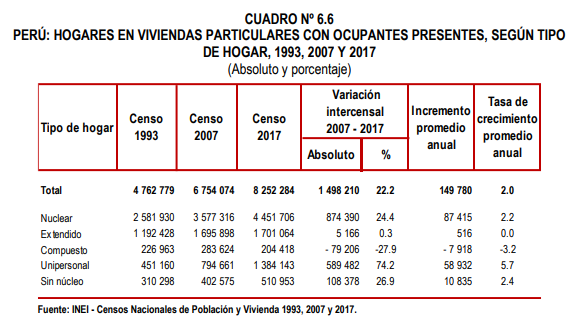 CUADRO Nº 6.6
PERÚ: HOGARES EN VIVIENDAS PARTICULARES CON OCUPANTES PRESENTES, SEGÚN TIPO
DE HOGAR, 1993, 2007 Y 2017
(Absoluto y porcentaje)
Tipo de hogar Censo 1993 Censo 2007 Censo 2017 Variación intercensal 2007 - 2017 Incremento promedio anual Tasa de crecimiento promedio anual
Absoluto %
Total 4 762 779 6 754 074 8 252 284 1 498 210 22.2 149 780 2.0
Nuclear 2 581 930 3 577 316 4 451 706 874 390 24.4 87 415 2.2
Extendido 1 192 428 1 695 898 1 701 064 5 166 0.3 516 0.0
Compuesto 226 963 283 624 204 418 - 79 206 -27.9 - 7 918 -3.2
Unipersonal 451 160 794 661 1 384 143 589 482 74.2 58 932 5.7
Sin núcleo 310 298 402 575 510 953 108 378 26.9 10 835 2.4
Fuente: INEI - Censos Nacionales de Población y Vivienda 1993, 2007 y 2017.